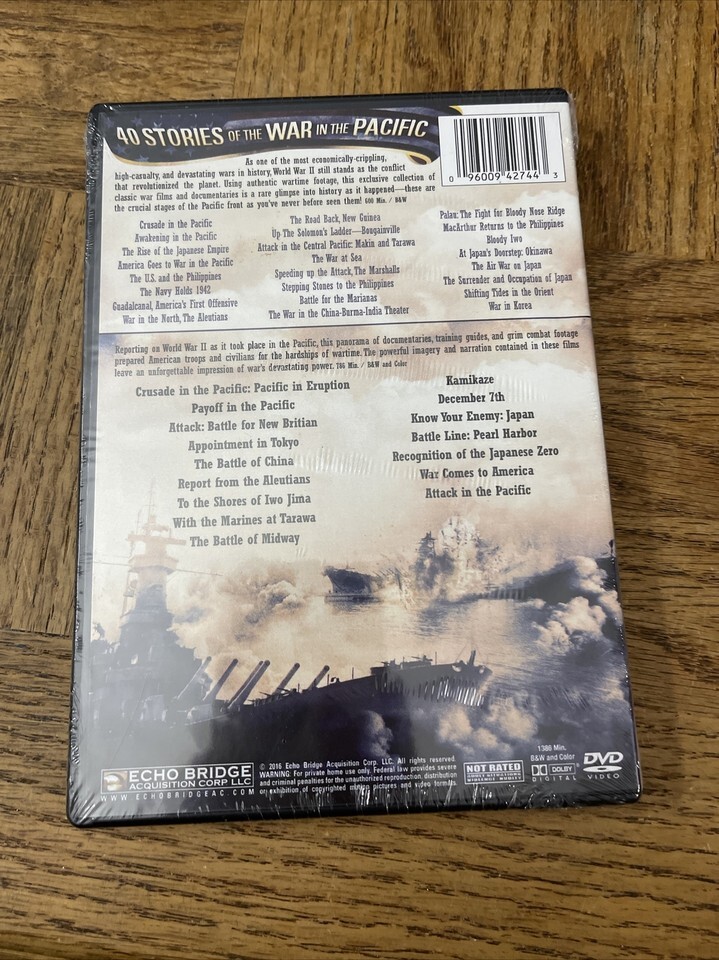 40 STORIES OF THE WAR IN THE PACIFIC
As one of the most economically-crippling,
high-casualty, and devastating wars in history, World War II still stands as the conflict
that revolutionized the planet. Using authentic wartime footage, this exclusive collection of
classic war films and documentaries is a rare glimpse into history as it happened—these are
the crucial stages of the Pacific front as you've never before seen them! 600 Min. / B&W
0 96009 42744 3
Crusade in the Pacific
Awakening in the Pacific
The Rise of the Japanese Empire
America Goes to War in the Pacific
The U.S. and the Philippines
The Navy Holds 1942
Guadalcanal, America's First Offensive
War in the North, The Aleutians
The Road Back, New Guinea
Up The Solomon's Ladder—Bougainville
Attack in the Central Pacific Makin and Tarawa
The War at Sea
Speeding up the Attack, The Marshalls
Stepping Stones to the Philippines
Battle for the Marianas
The War in the China-Burma-India Theater
Palau: The Fight for Bloody Nose Ridge
MacArthur Returns to the Philippines
Bloody Two
At Japan's Doorstep: Okinawa
The Air War on Japan
The Surrender and Occupation of Japan
Shifting Tides in the Orient
War in Korea
Reporting on World War II as it took place in the Pacific, this panorama of documentaries, training guides, and grim combat footage
prepared American troops and civilians for the hardships of wartime. The powerful imagery and narration contained in these films
leave an unforgettable impression of war's devastating power. 786 Min. / B&W and Color
Crusade in the Pacific: Pacific in Eruption
Payoff in the Pacific
Attack: Battle for New Britian
Appointment in Tokyo
The Battle of China
Report from the Aleutians
To the Shores of Iwo Jima
With the Marines at Tarawa
The Battle of Midway
Kamikaze
December 7th
Know Your Enemy: Japan
Battle Line: Pearl Harbor
Recognition of the Japanese Zero
War Comes to America
Attack in the Pacific
ECHO BRIDGE
ACQUISITION CORP LLC
WWW.ECHOBRIDGEAC.COM
© 2016 Echo Bridge Acquisition Corp. LLC. All rights reserved.
WARNING: For private home use only. Federal law provides severe
and criminal penalties for the unauthorized reproduction, distribution
or exhibition of copyrighted motion pictures and video formats.
NOT RATED
1386 Min.
B&W and Color
DOLBY
DIGITAL
DVD
VIDEO